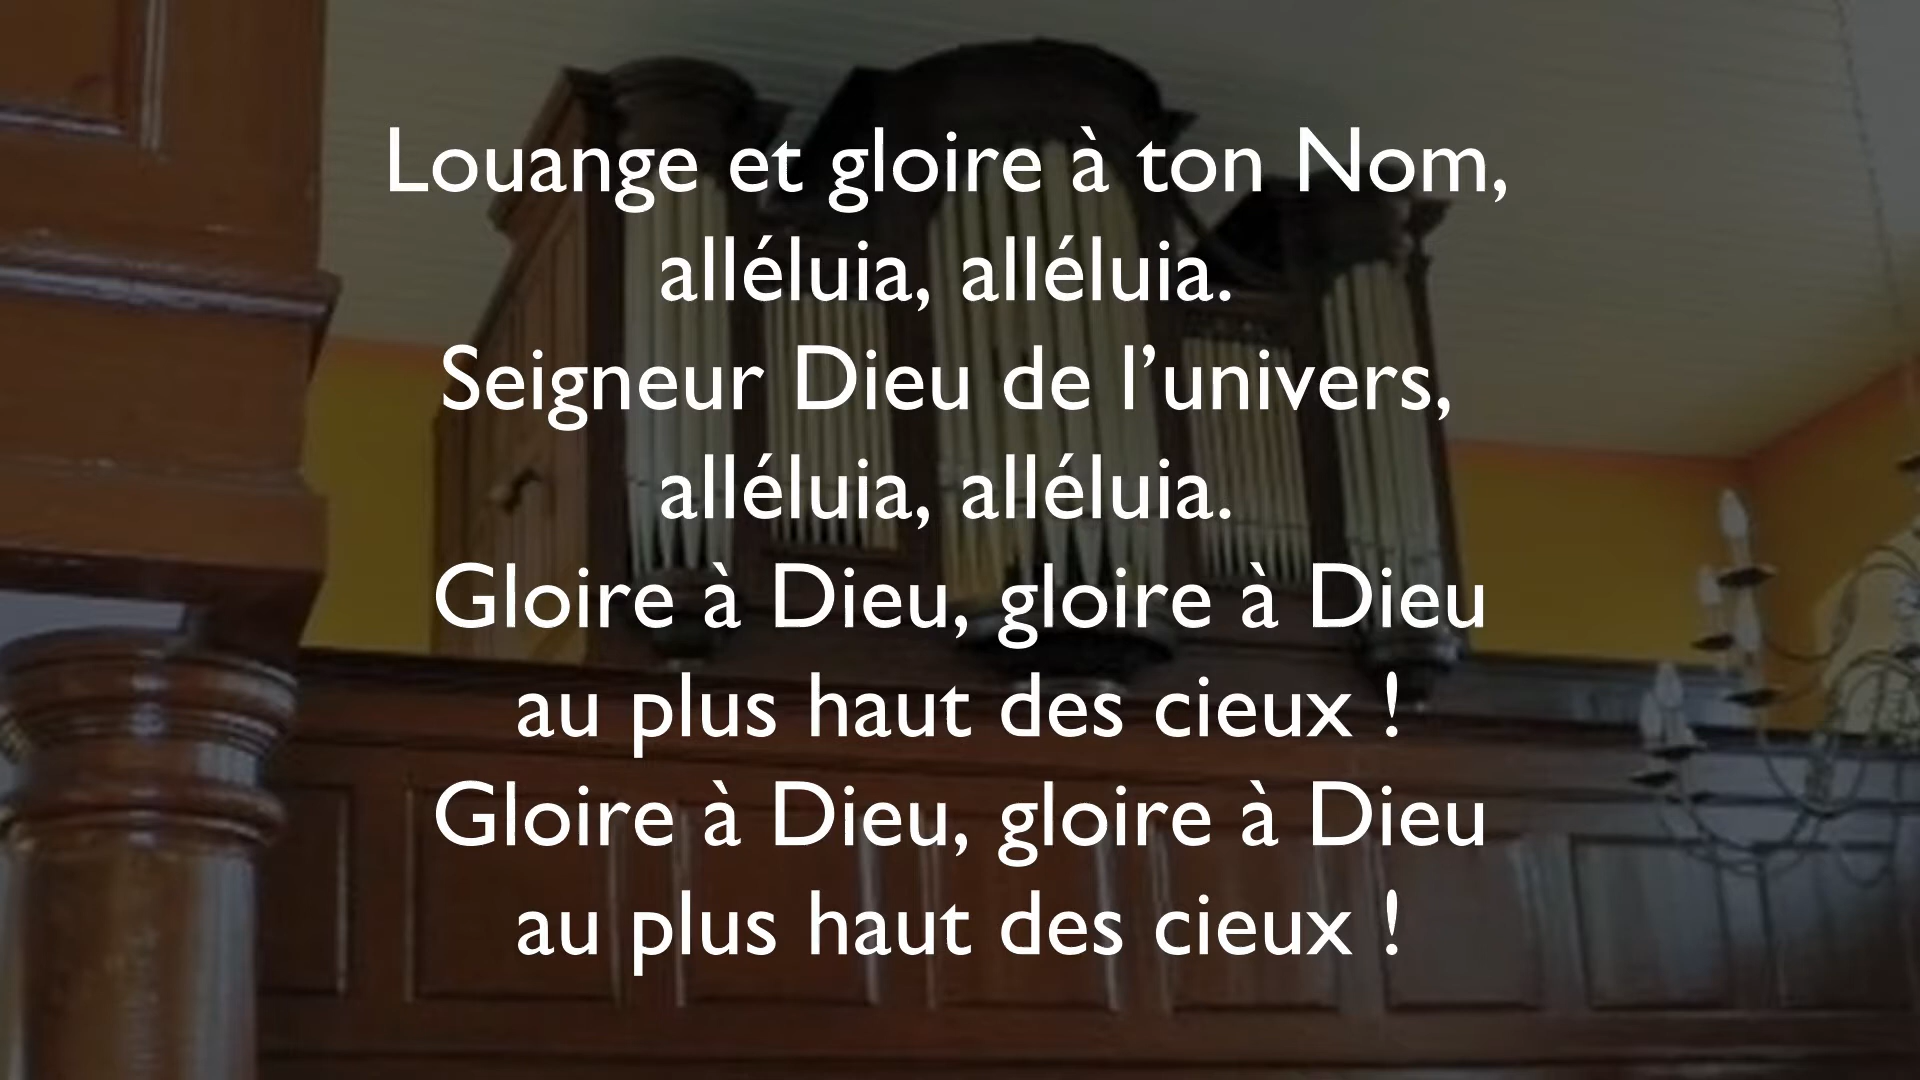 Louange et gloire à ton Nom,
alléluia, alléluia.
Seigneur Dieu de l’univers,
alléluia, alléluia.
Gloire à Dieu, gloire à Dieu
au plus haut des cieux !
Gloire à Dieu, gloire à Dieu
au plus haut des cieux !